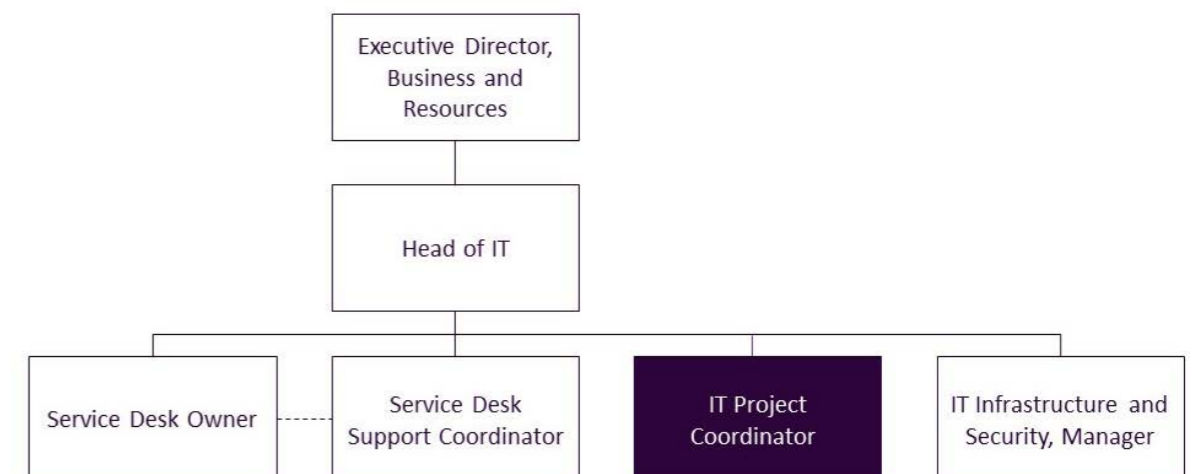 Executive Director,
Business and
Resources
Head of IT
Service Desk Owner
Service Desk
Support Coordinator
IT Project
Coordinator
IT Infrastructure and
Security, Manager